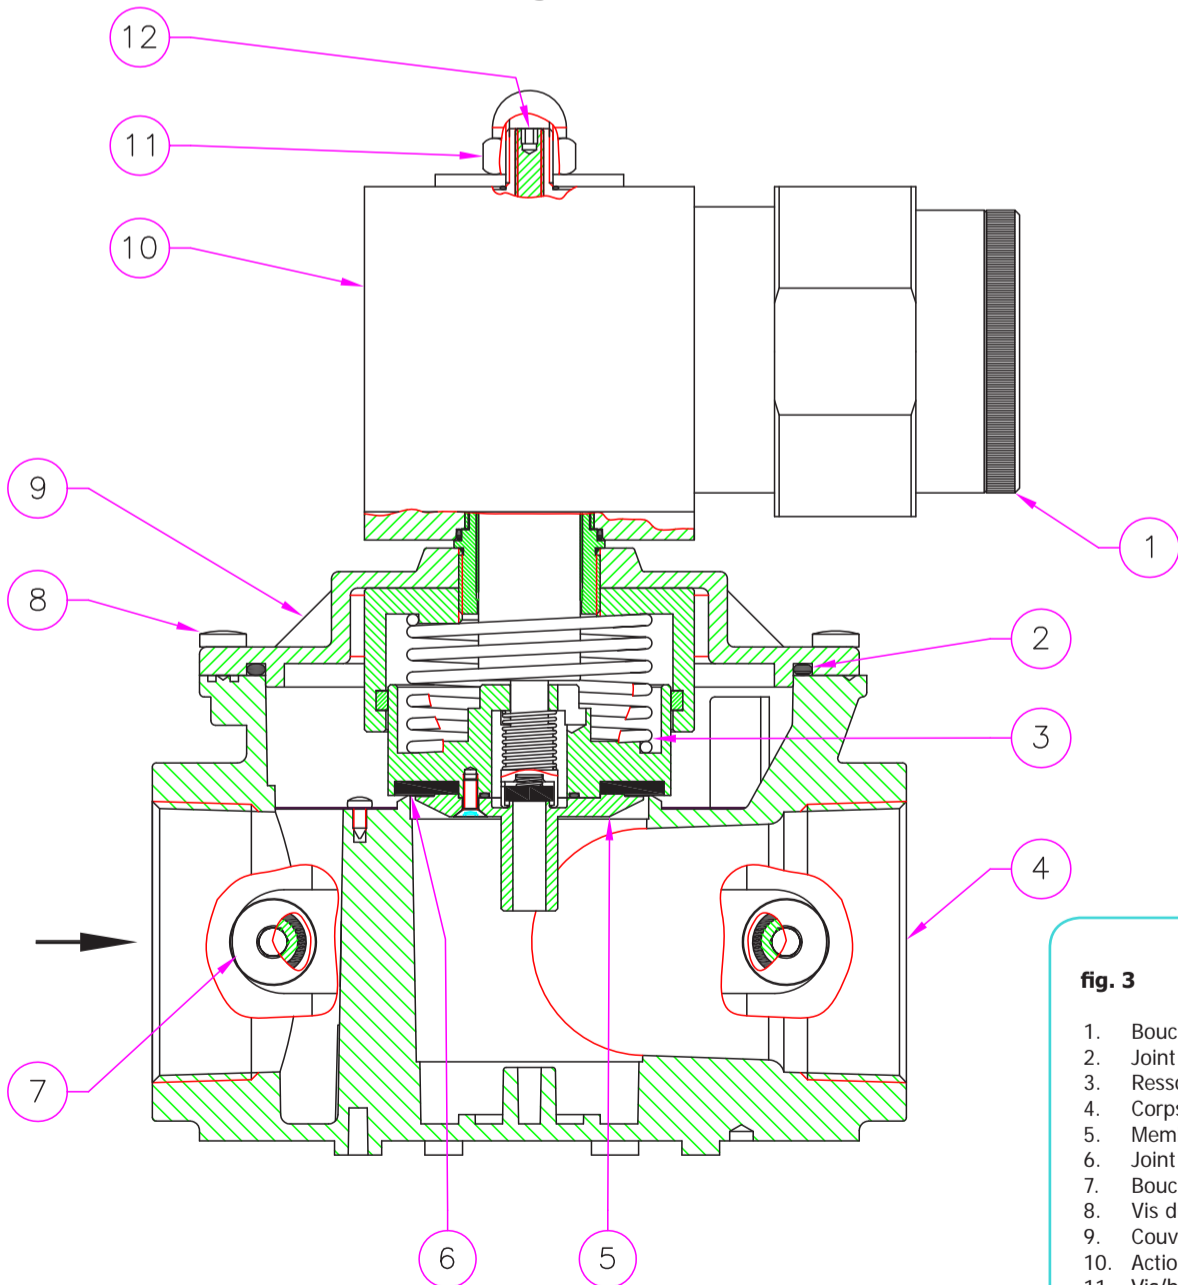 12
11
10
9
8
7
6
5
1
2
3
4
fig. 3
1. Bouc
2. Joint
3. Resso
4. Corps
5. Mem
6. Joint
7. Bouc
8. Vis d
9. Couv
10. Actio